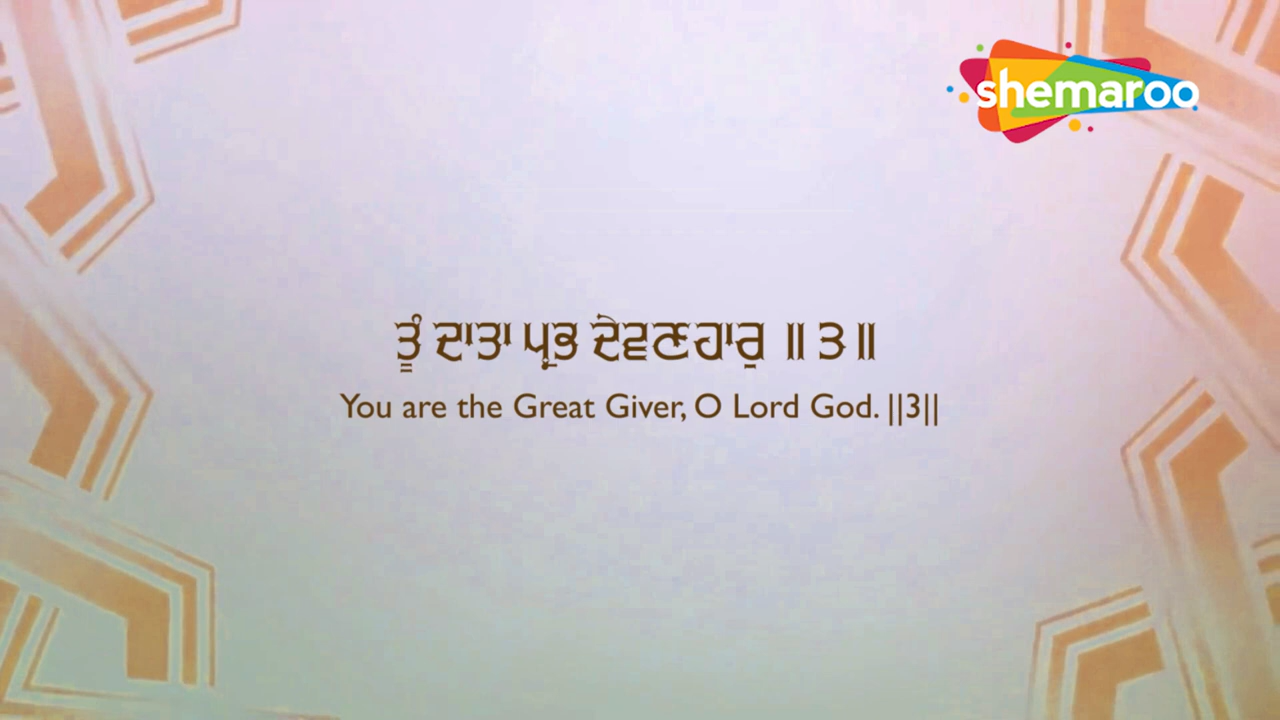 shemaroo
ਤੂੰ ਦਾਤਾ ਪ੍ਰਭ ਦੇਵਣਹਾਰੁ ॥ ੩ ॥
You are the Great Giver, O Lord God. ||3||